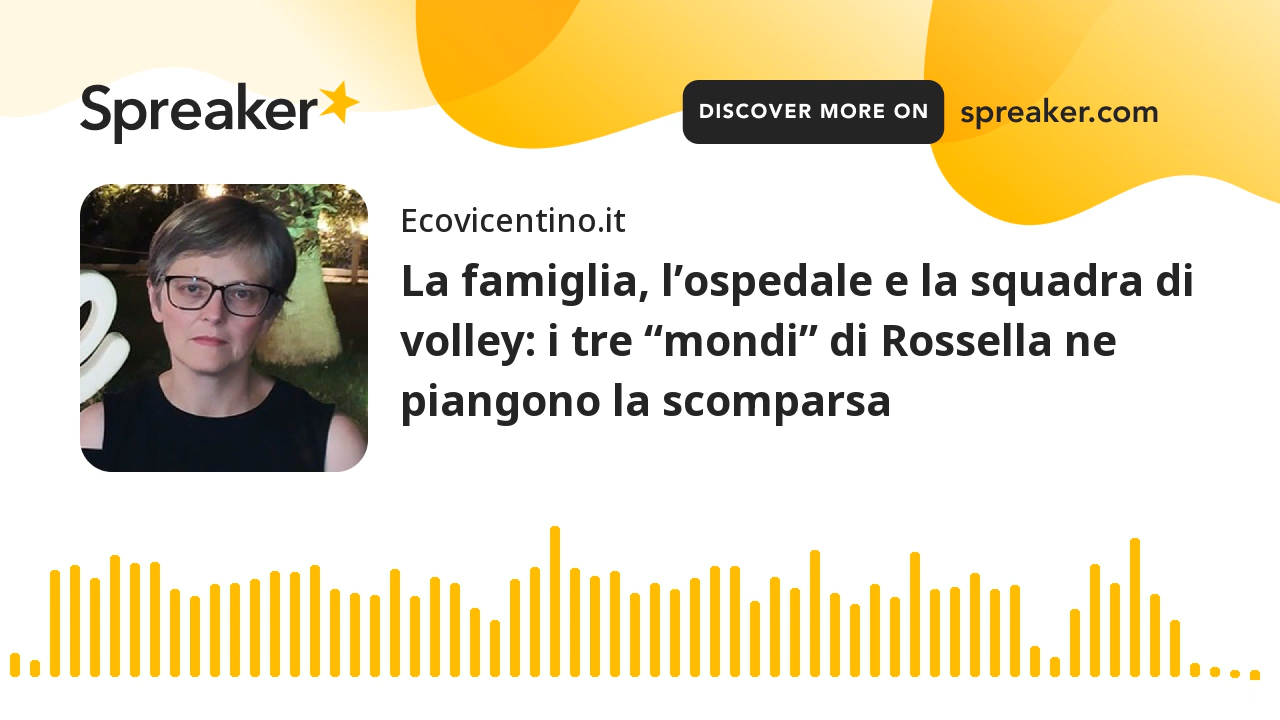 Spreaker
DISCOVER MORE ON spreaker.com
Ecovicentino.it
La famiglia, l’ospedale e la squadra di
volley: i tre “mondi” di Rossella ne
piangono la scomparsa